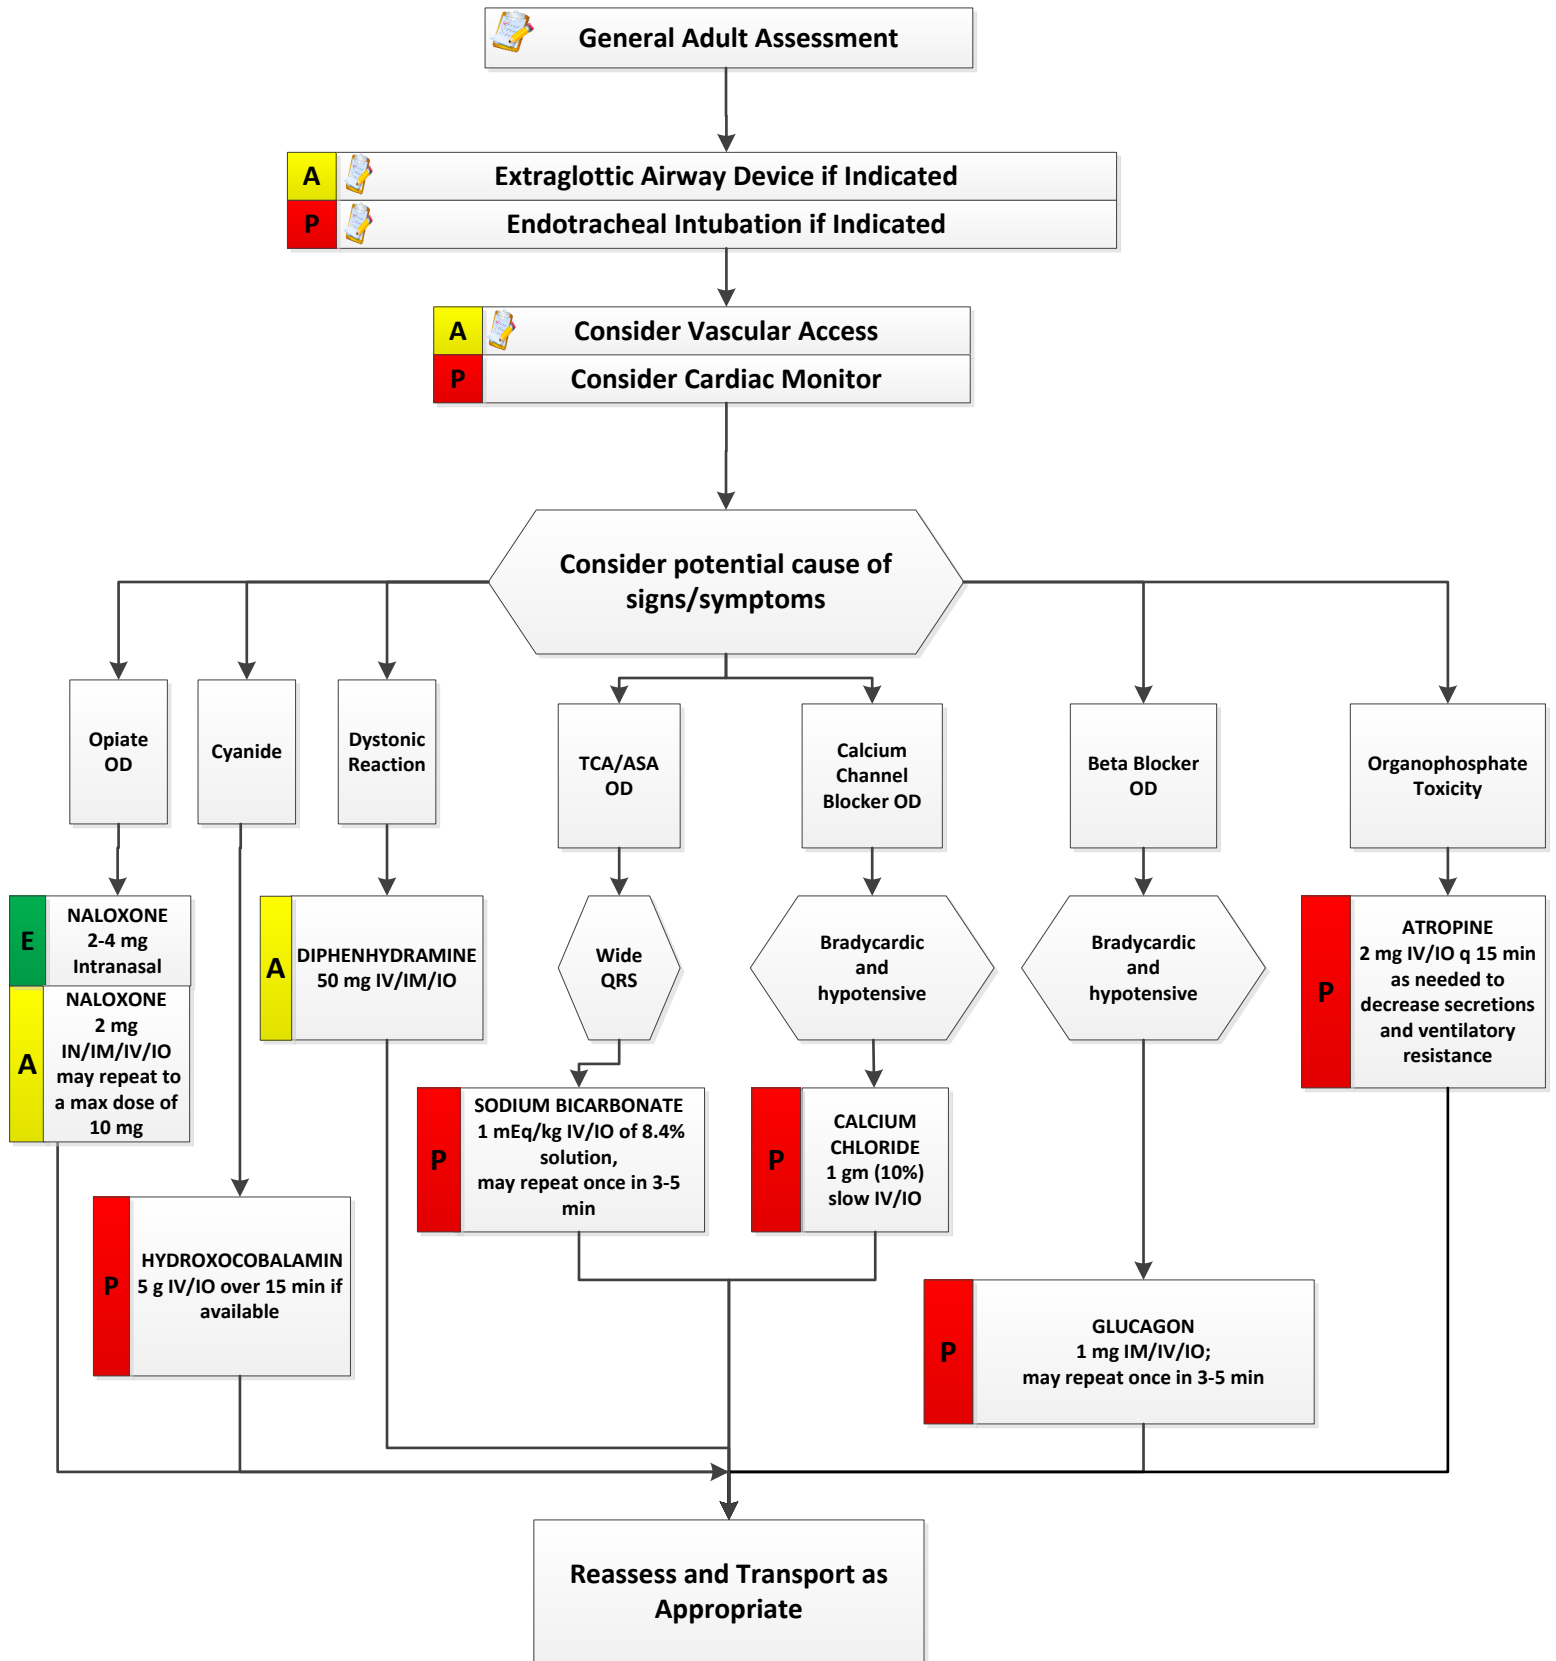 General Adult Assessment
A
Extraglottic Airway Device if Indicated
P
Endotracheal Intubation if Indicated
A
Consider Vascular Access
P
Consider Cardiac Monitor
Consider potential cause of
signs/symptoms
Opiate
OD
Cyanide
Dystonic
Reaction
TCA/ASA
OD
Calcium
Channel
Blocker OD
Beta Blocker
OD
Organophosphate
Toxicity
E
NALOXONE
2-4 mg
Intranasal
A
NALOXONE
2 mg
IN/IM/IV/IO
may repeat to
a max dose of
10 mg
A
DIPHENHYDRAMINE
50 mg IV/IM/IO
Wide
QRS
Bradycardic
and
hypotensive
Bradycardic
and
hypotensive
P
ATROPINE
2 mg IV/IO q 15 min
as needed to
decrease secretions
and ventilatory
resistance
P
SODIUM BICARBONATE
1 mEq/kg IV/IO of 8.4%
solution,
may repeat once in 3-5
min
P
CALCIUM
CHLORIDE
1 gm (10%)
slow IV/IO
P
HYDROXOCOBALAMIN
5 g IV/IO over 15 min if
available
P
GLUCAGON
1 mg IM/IV/IO;
may repeat once in 3-5 min
Reassess and Transport as
Appropriate